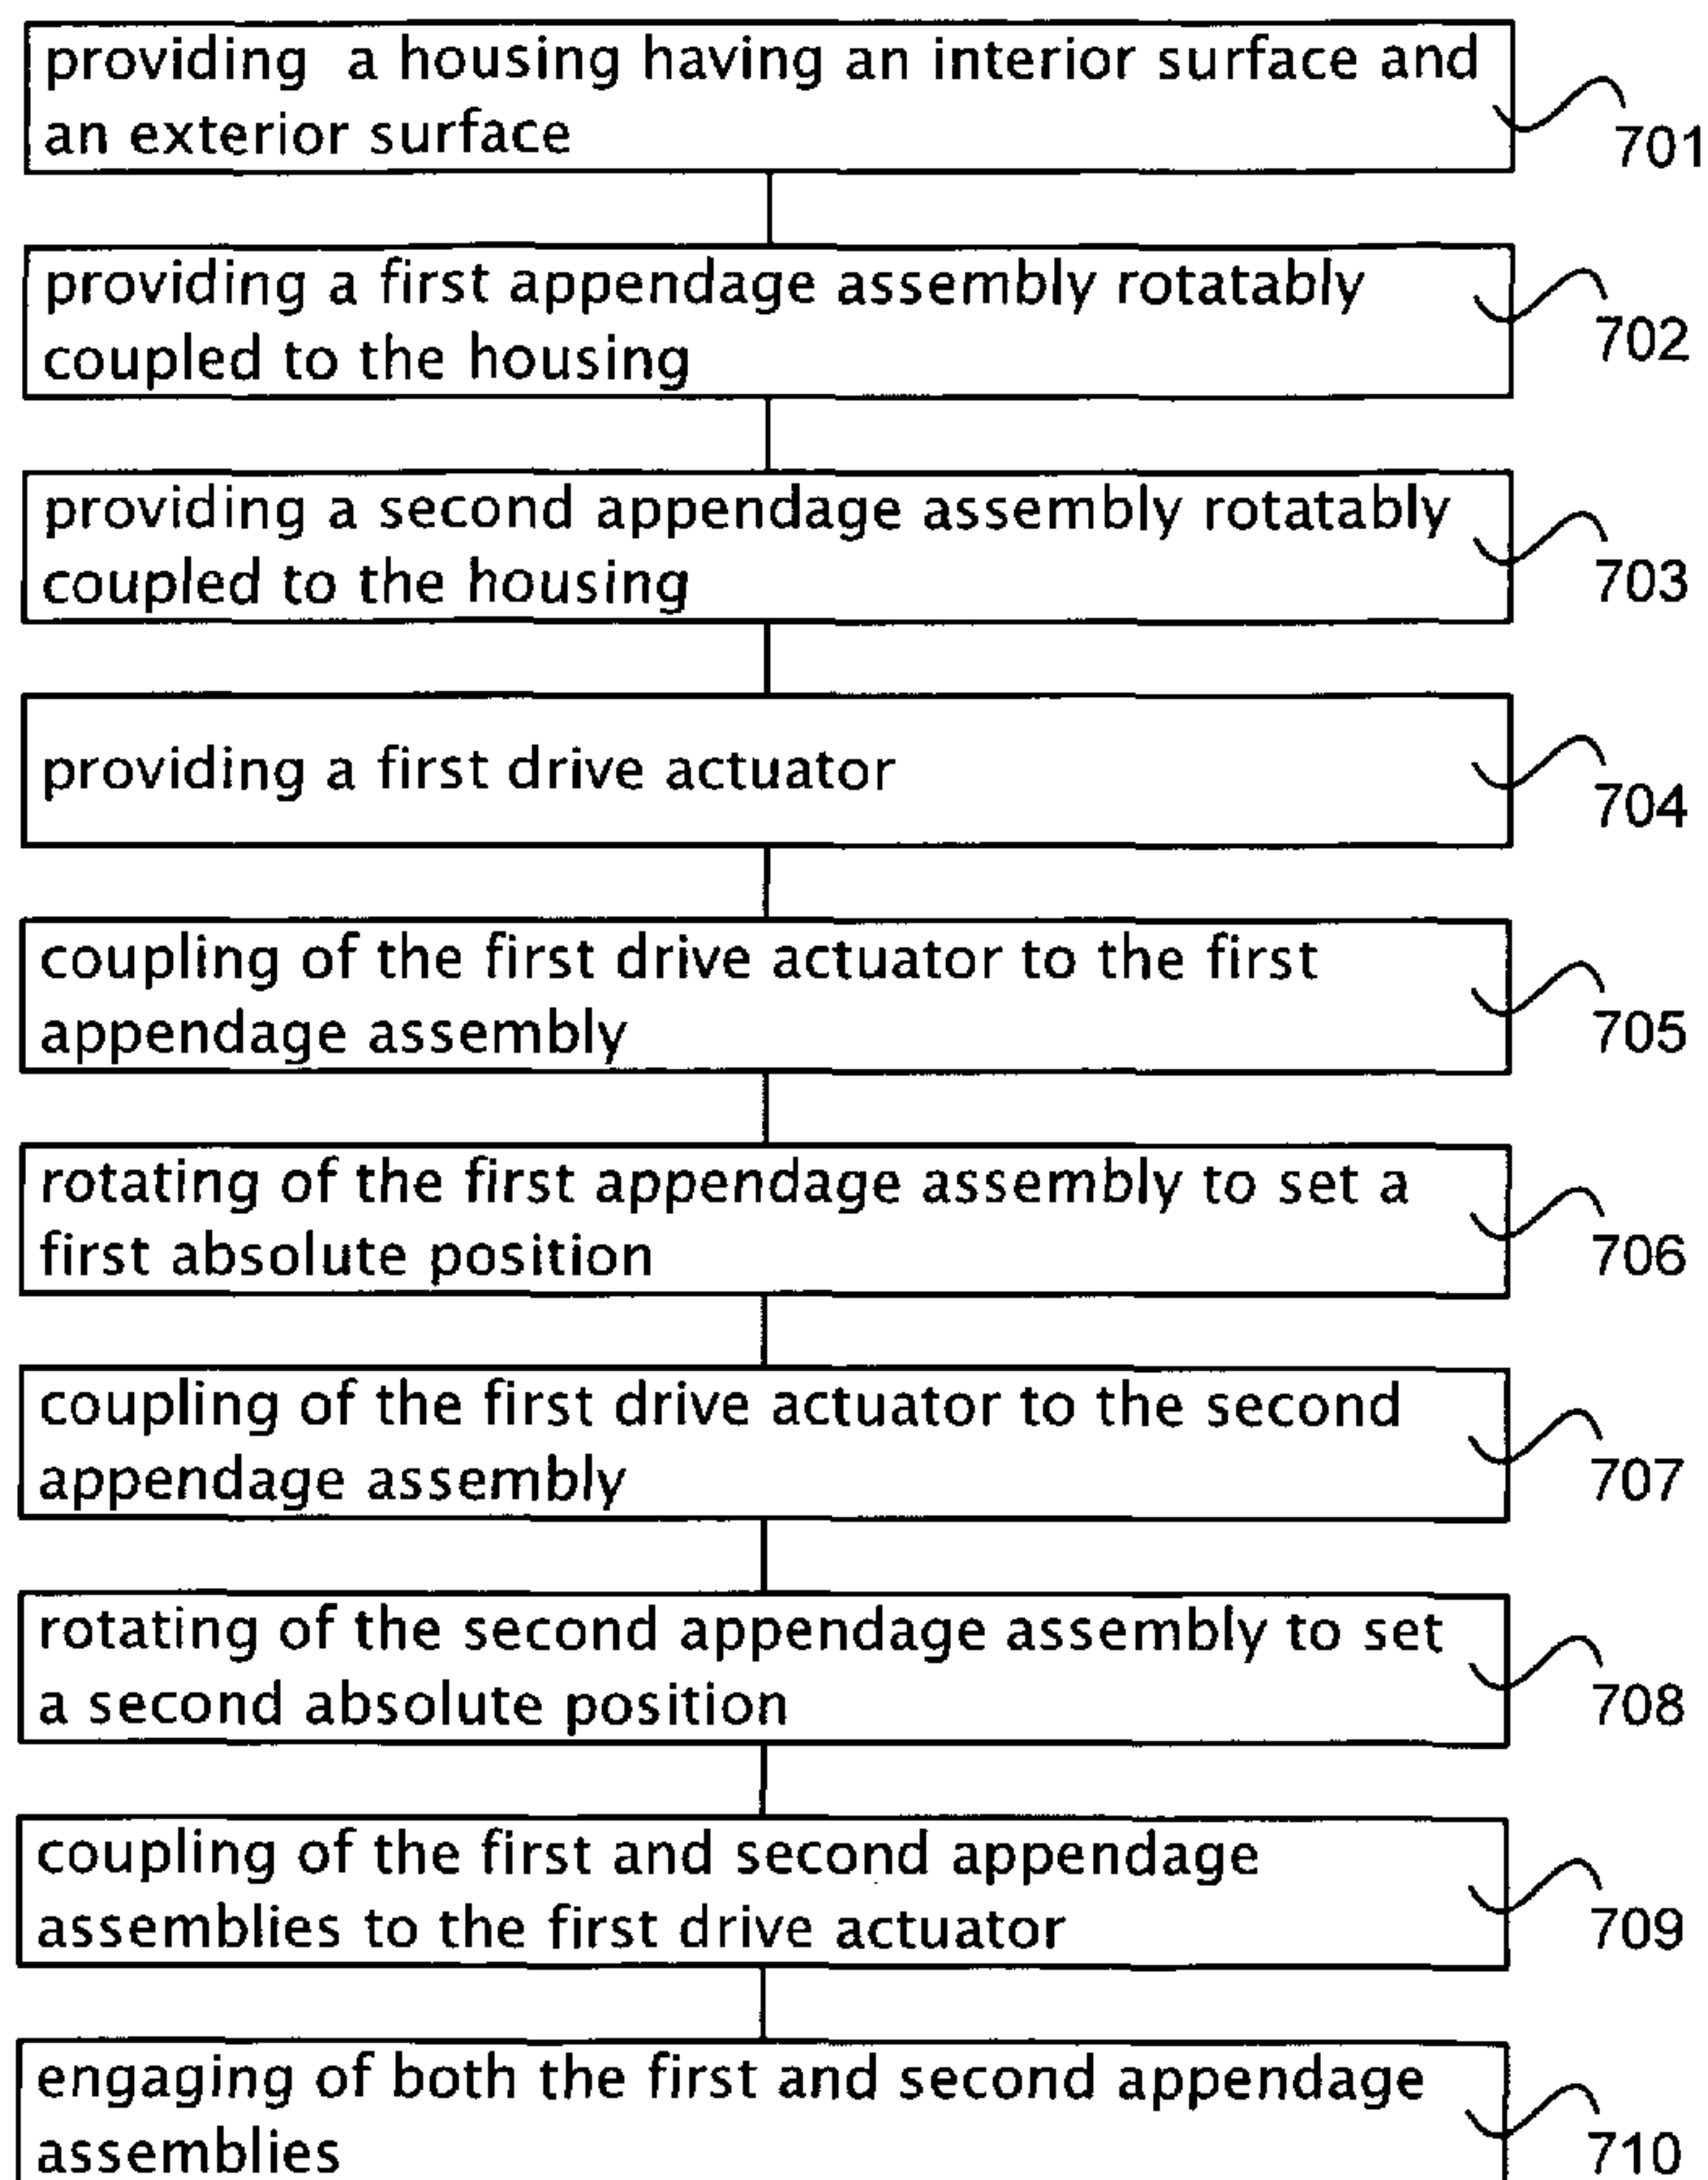 providing a housing having an interior surface and
an exterior surface
701
providing a first appendage assembly rotatably
coupled to the housing
702
providing a second appendage assembly rotatably
coupled to the housing
703
providing a first drive actuator
704
coupling of the first drive actuator to the first
appendage assembly
705
rotating of the first appendage assembly to set a
first absolute position
706
coupling of the first drive actuator to the second
appendage assembly
707
rotating of the second appendage assembly to set
a second absolute position
708
coupling of the first and second appendage
assemblies to the first drive actuator
709
engaging of both the first and second appendage
assemblies
710